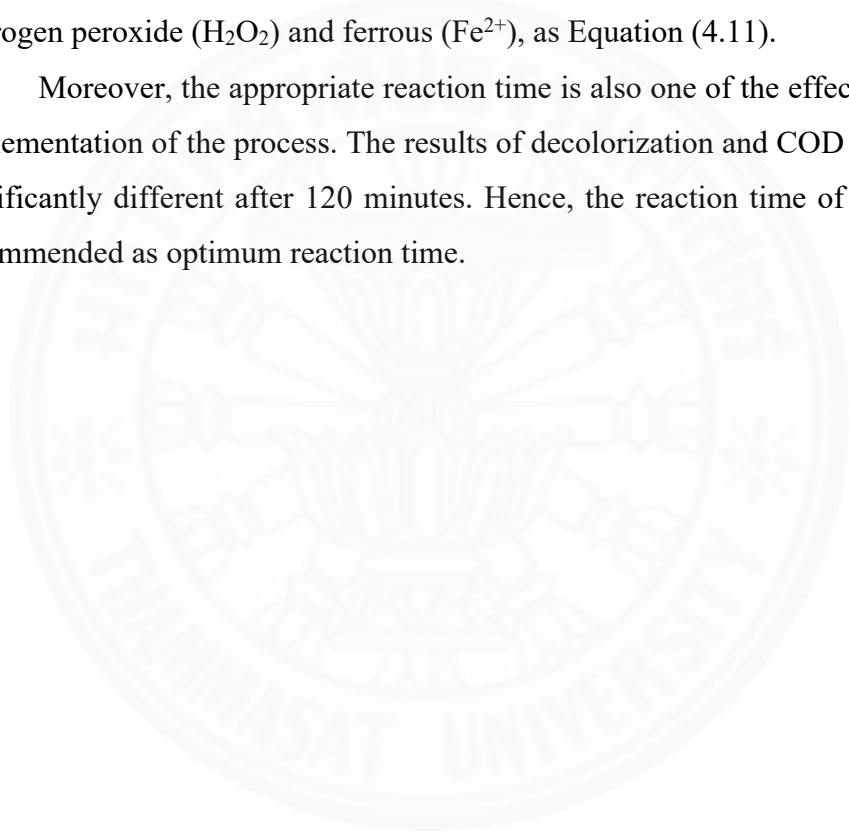 rogen peroxide (H₂O₂) and ferrous (Fe²⁺), as Equation (4.11).
Moreover, the appropriate reaction time is also one of the effec
ementation of the process. The results of decolorization and COD
ificantly different after 120 minutes. Hence, the reaction time of
mmended as optimum reaction time.
THAMMASAT UNIVERSITY